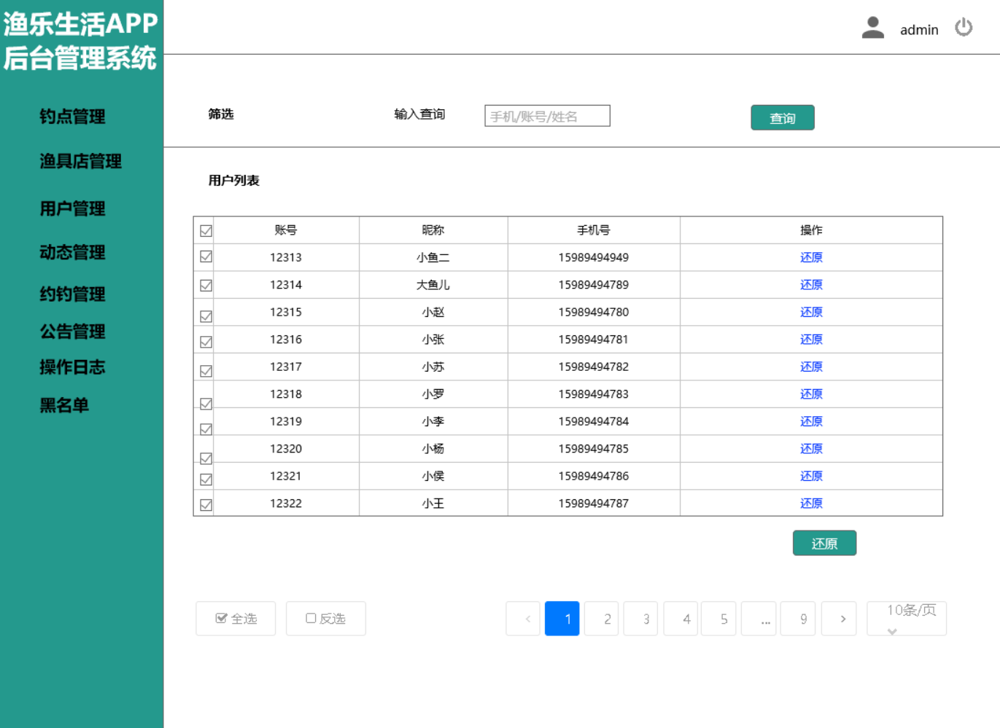 渔乐生活APP
后台管理系统
admin
钓点管理
渔具店管理
用户管理
动态管理
约钓管理
公告管理
操作日志
黑名单
筛选 输入查询 手机/账号/姓名 查询
用户列表
账号 昵称 手机号 操作
12313 小鱼二 15989494949 还原
12314 大鱼儿 15989494789 还原
12315 小赵 15989494780 还原
12316 小张 15989494781 还原
12317 小苏 15989494782 还原
12318 小罗 15989494783 还原
12319 小李 15989494784 还原
12320 小杨 15989494785 还原
12321 小侯 15989494786 还原
12322 小王 15989494787 还原
还原
全选 反选 < 1 2 3 4 5 ... 9 > 10条/页